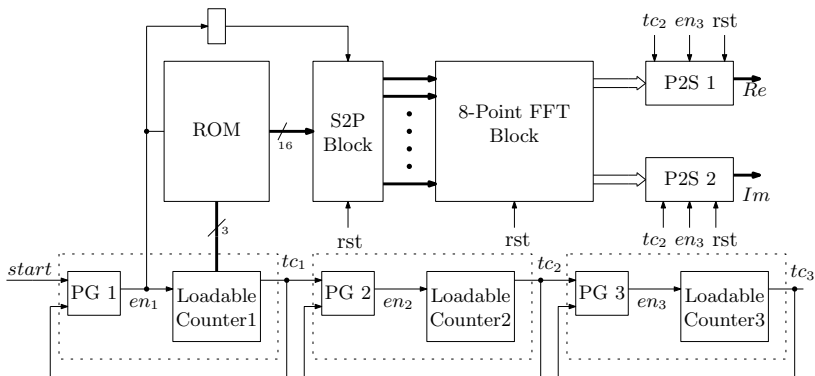 tc₂ en₃ rst
ROM
16
S2P
Block
8-Point FFT
Block
P2S 1
Re
P2S 2
Im
3
rst
rst
tc₂ en₃ rst
start
PG 1
en₁
Loadable
Counter1
tc₁
PG 2
en₂
Loadable
Counter2
tc₂
PG 3
en₃
Loadable
Counter3
tc₃